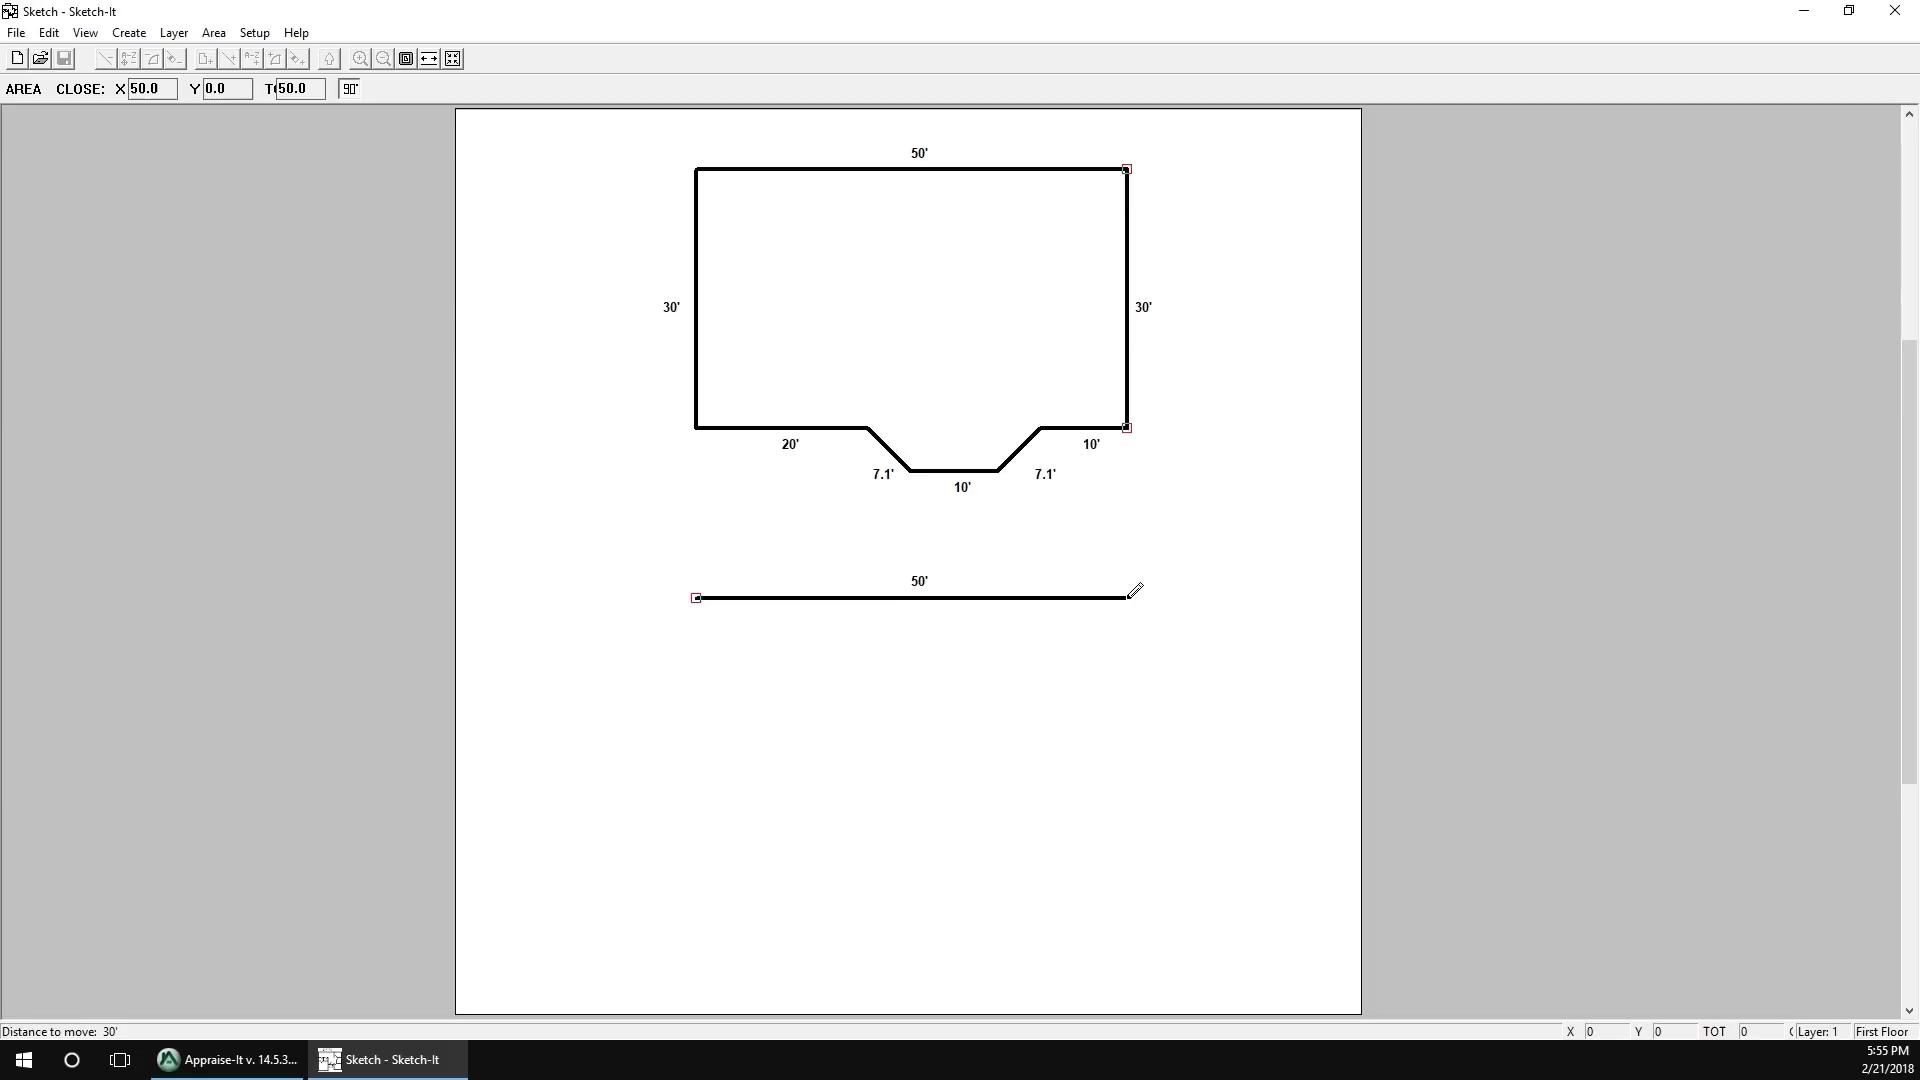 Sketch - Sketch-It
File Edit View Create Layer Area Setup Help
AREA CLOSE: X 50.0 Y 0.0 T( 50.0 90°
50'
30' 30'
20' 10'
7.1' 7.1'
10'
50'
Distance to move: 30' X 0 Y 0 TOT 0 ( Layer: 1 First Floor
Appraise-It v. 14.5.3... Sketch - Sketch-It
5:55 PM
2/21/2018